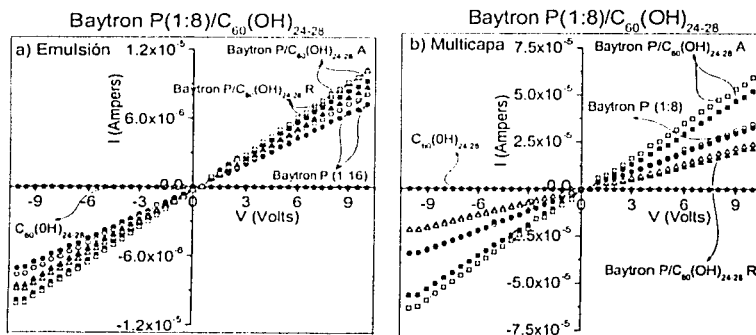 Baytron P(1:8)/C60(OH)24-28
a) Emulsión
1.2x10-5
Baytron P/C60(OH)24-28 A
Baytron P/C60(OH)24-28 R
6.0x10-6
I (Ampers)
0.0
-9 -6 -3 0 3 6 9
V (Volts)
Baytron P (1:16)
C60(OH)24-28
-6.0x10-6
-1.2x10-5
Baytron P(1:8)/C60(OH)24-28
b) Multicapa
7.5x10-5
Baytron P/C60(OH)24-28 A
5.0x10-5
Baytron P (1:8)
I (Ampers)
2.5x10-5
C60(OH)24-28
0.0
-9 -6 -3 0 3 6 9
V (Volts)
2.5x10-5
Baytron P/C60(OH)24-28 R
-5.0x10-5
-7.5x10-5